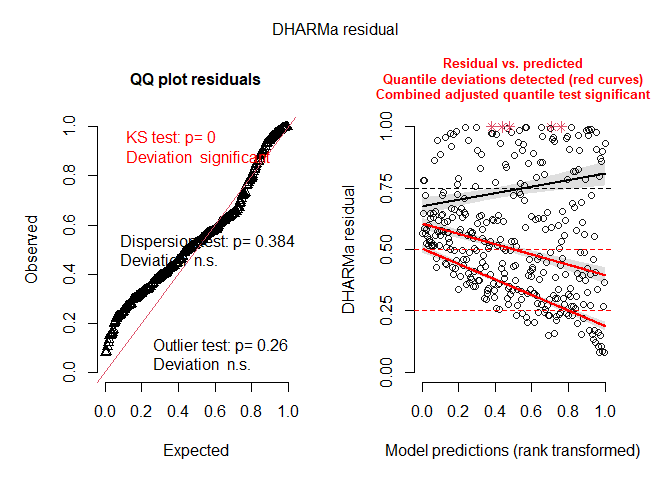 DHARMa residual
QQ plot residuals
KS test: p= 0
Deviation significant
Dispersion test: p= 0.384
Deviation n.s.
Outlier test: p= 0.26
Deviation n.s.
Observed
0.0 0.2 0.4 0.6 0.8 1.0
0.0 0.2 0.4 0.6 0.8 1.0
Expected
Residual vs. predicted
Quantile deviations detected (red curves)
Combined adjusted quantile test significant
DHARMa residual
0.00 0.25 0.50 0.75 1.00
0.0 0.2 0.4 0.6 0.8 1.0
Model predictions (rank transformed)